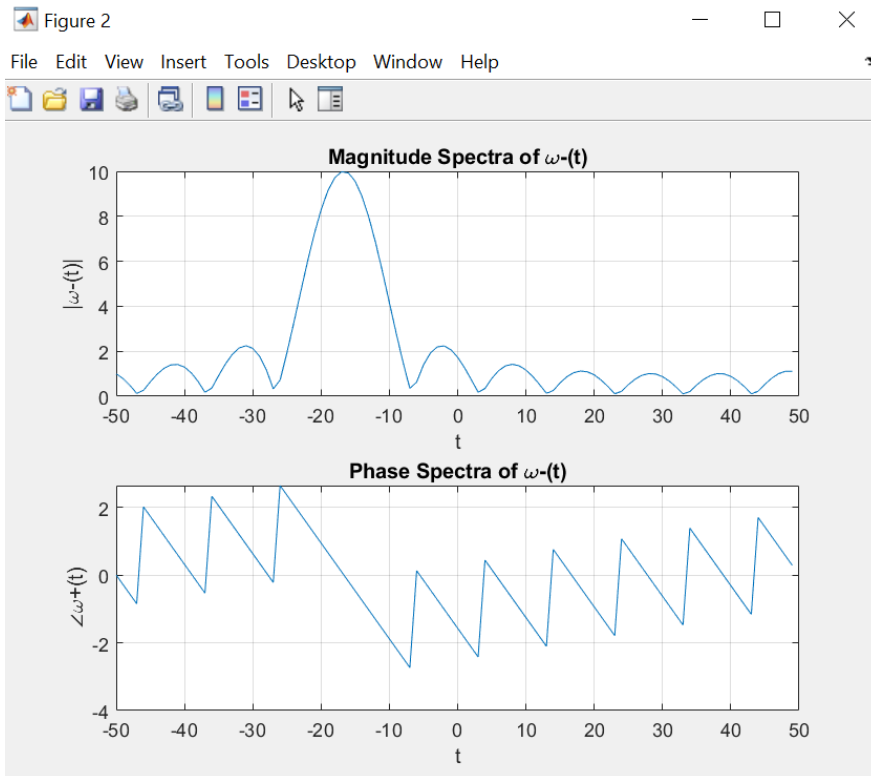 Figure 2
File Edit View Insert Tools Desktop Window Help
Magnitude Spectra of ω-(t)
|ω-(t)|
10
8
6
4
2
0
-50 -40 -30 -20 -10 0 10 20 30 40 50
t
Phase Spectra of ω-(t)
∠ω+(t)
2
0
-2
-4
-50 -40 -30 -20 -10 0 10 20 30 40 50
t